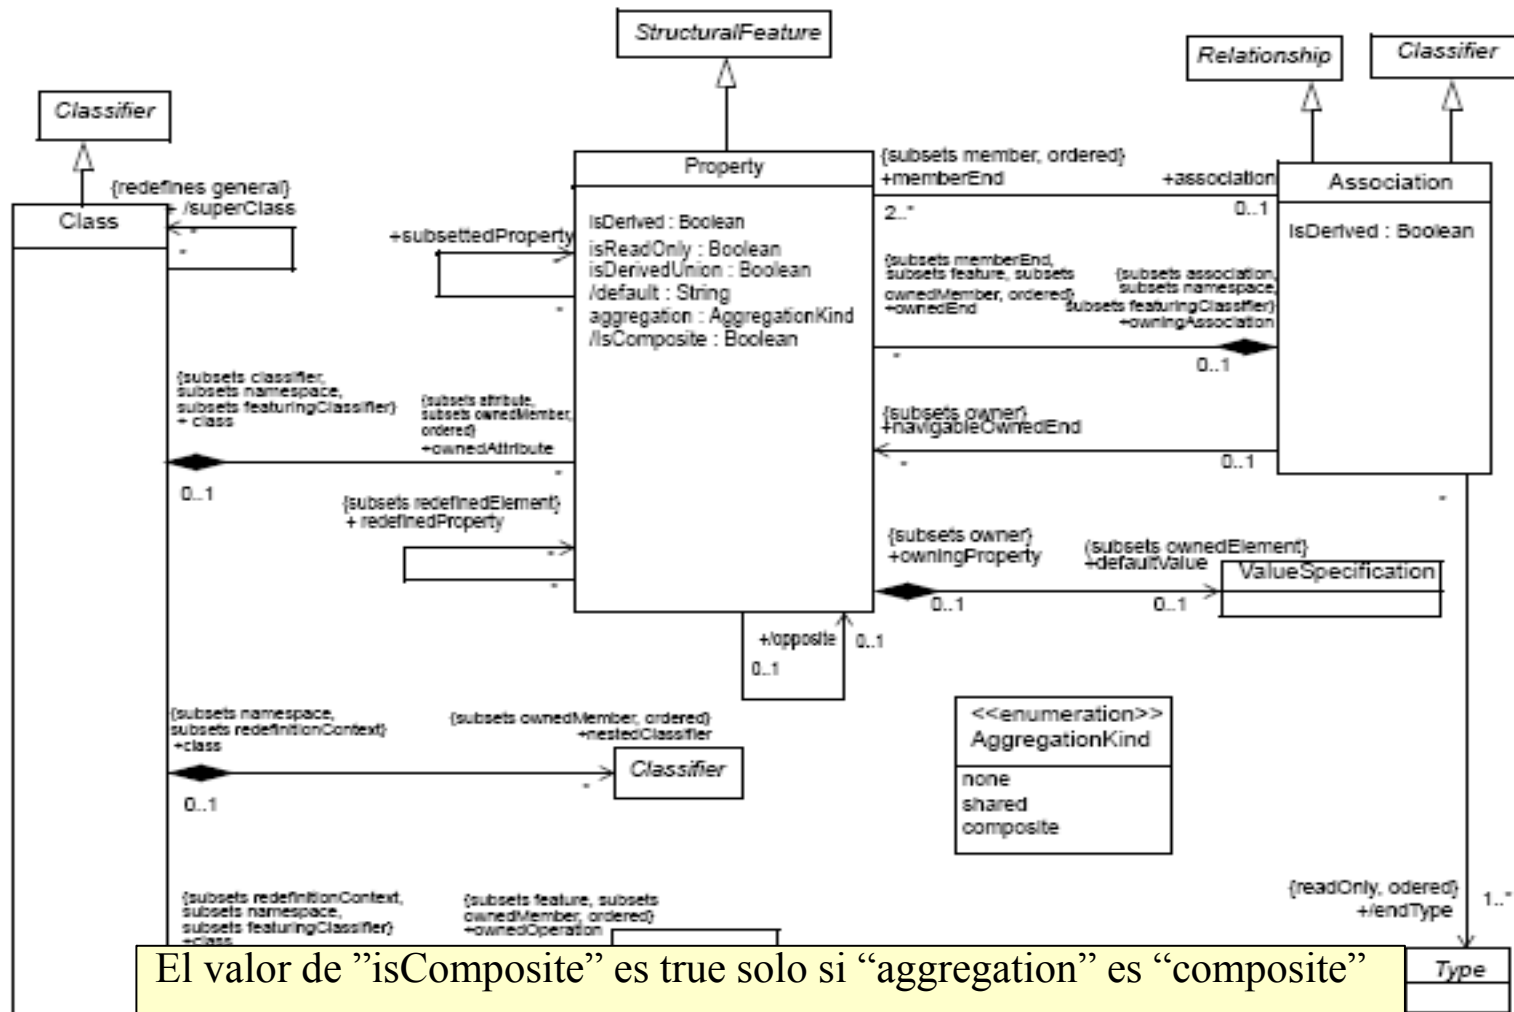 StructuralFeature
Relationship
Classifier
Classifier
{redefines general}
+ /superClass
*
*
Class
Property
isDerived : Boolean
isReadOnly : Boolean
isDerivedUnion : Boolean
/default : String
aggregation : AggregationKind
/isComposite : Boolean
+subsettedProperty
*
*
{subsets member, ordered}
+memberEnd
2..*
+association
0..1
Association
isDerived : Boolean
{subsets memberEnd,
subsets feature, subsets
ownedMember, ordered}
+ownedEnd
*
{subsets association,
subsets namespace,
subsets featuringClassifier}
+owningAssociation
0..1
{subsets classifier,
subsets namespace,
subsets featuringClassifier}
+ class
0..1
{subsets attribute,
subsets ownedMember,
ordered}
+ownedAttribute
*
{subsets owner}
+navigableOwnedEnd
*
0..1
{subsets redefinedElement}
+ redefinedProperty
*
*
{subsets owner}
+owningProperty
0..1
(subsets ownedElement}
+defaultValue
0..1
ValueSpecification
*
+/opposite
0..1
0..1
{subsets namespace,
subsets redefinitionContext}
+class
0..1
{subsets ownedMember, ordered}
+nestedClassifier
*
Classifier
<<enumeration>>
AggregationKind
none
shared
composite
{subsets redefinitionContext,
subsets namespace,
subsets featuringClassifier}
+class
{subsets feature, subsets
ownedMember, ordered}
+ownedOperation
{readOnly, odered}
+/endType
1..*
Type
El valor de ”isComposite” es true solo si “aggregation” es “composite”